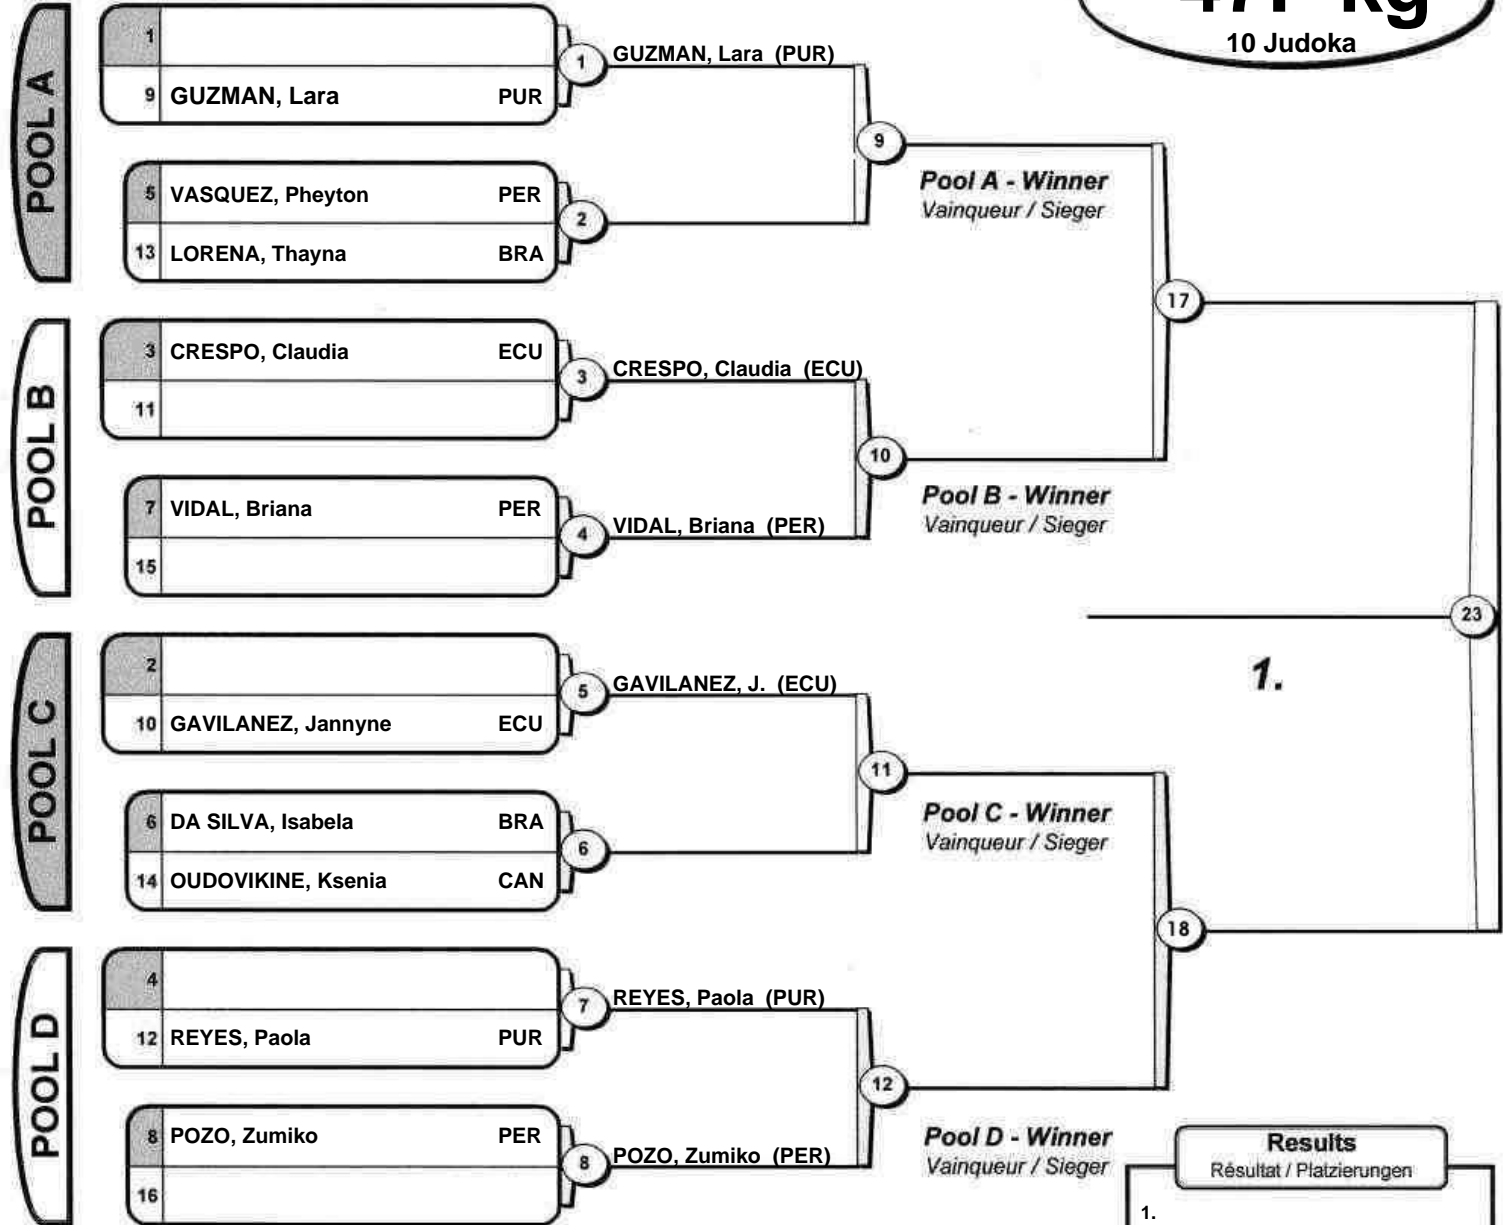 kg
10 Judoka
POOL A
1
9 GUZMAN, Lara PUR
1
GUZMAN, Lara (PUR)
5 VASQUEZ, Pheyton PER
13 LORENA, Thayna BRA
2
9
Pool A - Winner
Vainqueur / Sieger
POOL B
3 CRESPO, Claudia ECU
11
3
CRESPO, Claudia (ECU)
7 VIDAL, Briana PER
15
4
VIDAL, Briana (PER)
10
Pool B - Winner
Vainqueur / Sieger
17
POOL C
2
10 GAVILANEZ, Jannyne ECU
5
GAVILANEZ, J. (ECU)
6 DA SILVA, Isabela BRA
14 OUDOVIKINE, Ksenia CAN
6
11
Pool C - Winner
Vainqueur / Sieger
23
1.
POOL D
4
12 REYES, Paola PUR
7
REYES, Paola (PUR)
8 POZO, Zumiko PER
16
8
POZO, Zumiko (PER)
12
Pool D - Winner
Vainqueur / Sieger
18
Results
Résultat / Platzierungen
1.